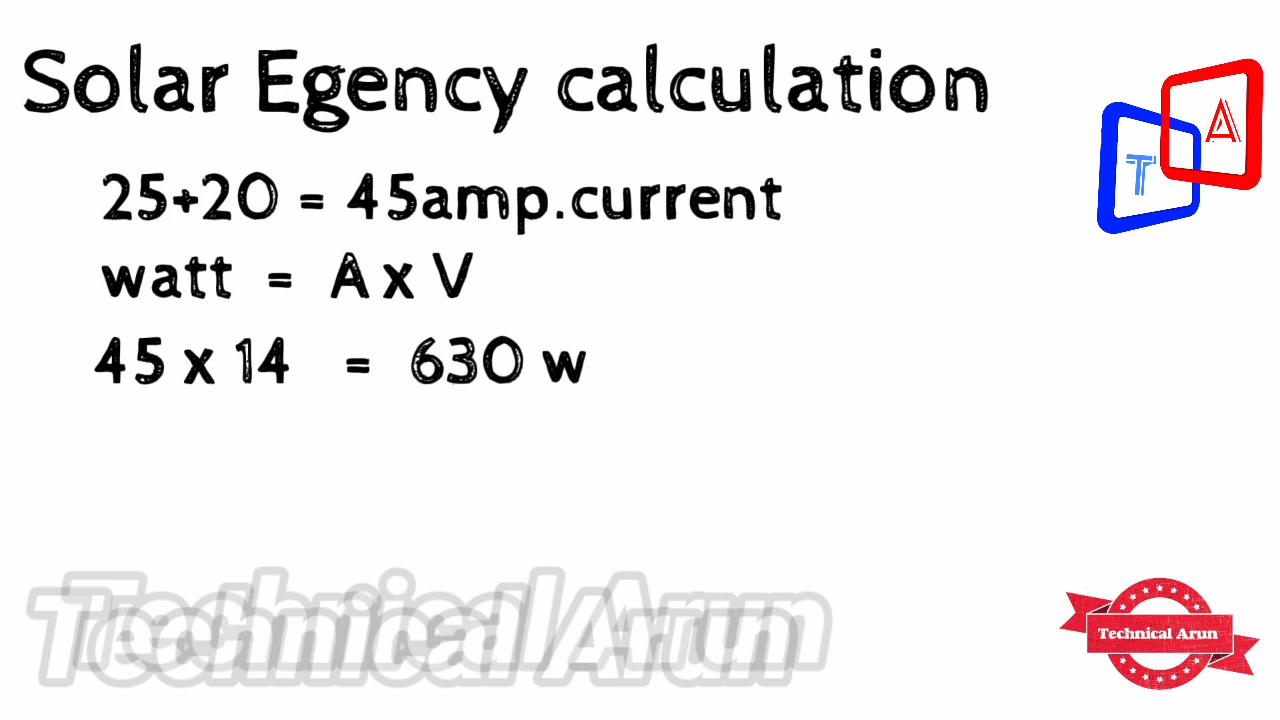 Solar Egency calculation
25+20 = 45amp.current
watt = A x V
45 x 14 = 630 w
T A
Technical Arun
Technical Arun